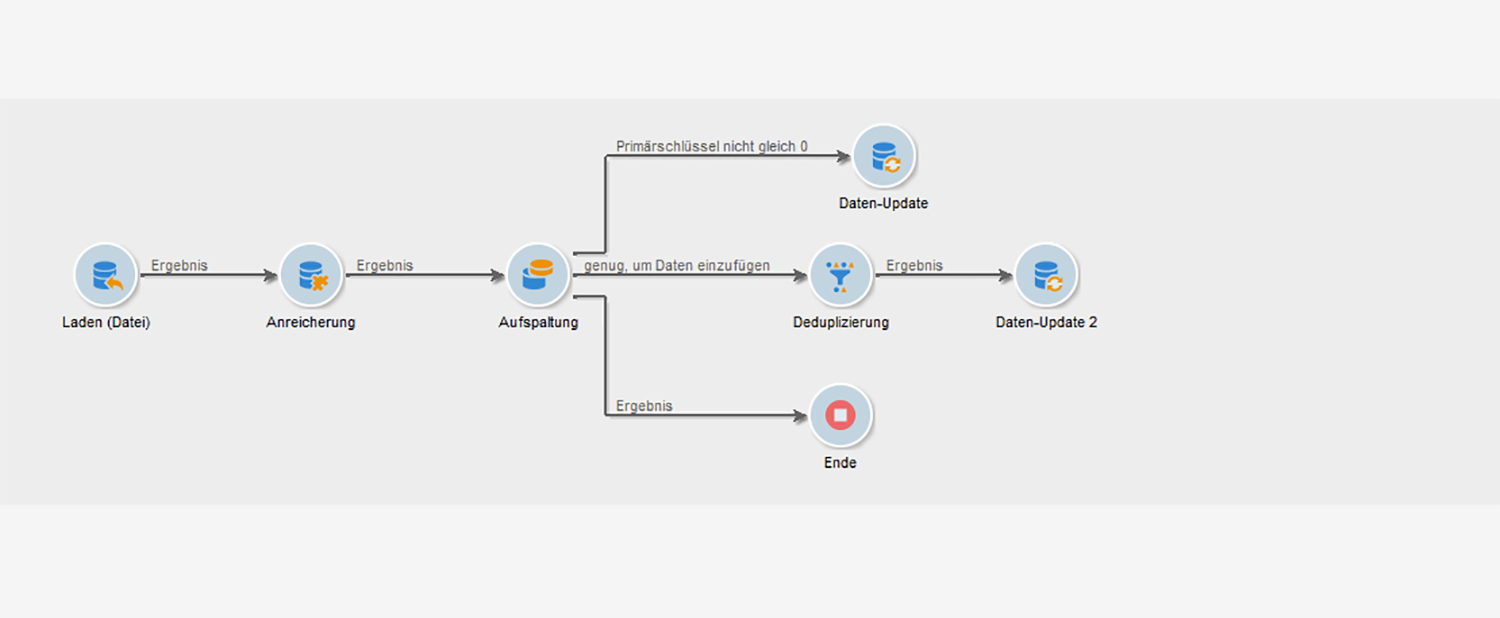 Primärschlüssel nicht gleich 0
Daten-Update
Ergebnis
Ergebnis
genug, um Daten einzufügen
Ergebnis
Laden (Datei)
Anreicherung
Aufspaltung
Deduplizierung
Daten-Update 2
Ergebnis
Ende